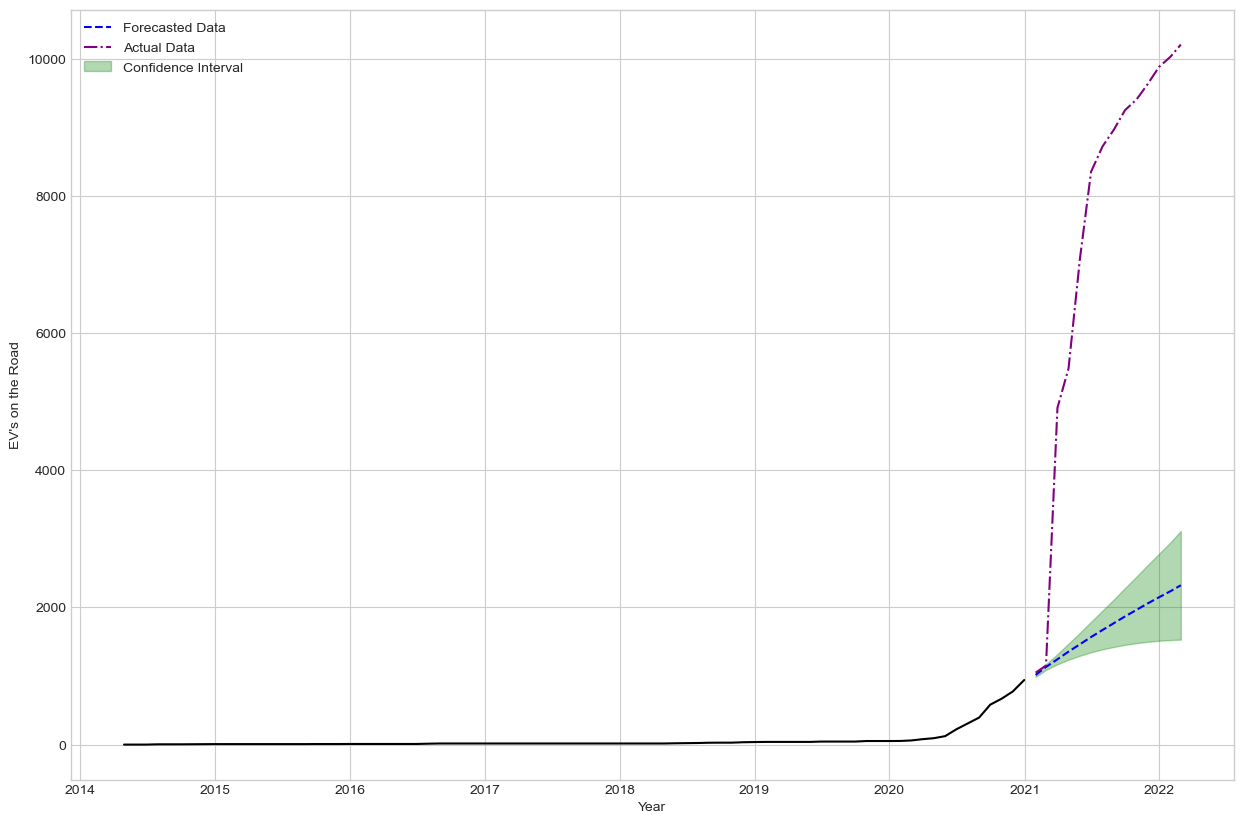 Forecasted Data
Actual Data
Confidence Interval
10000
8000
6000
4000
2000
0
EV's on the Road
2014 2015 2016 2017 2018 2019 2020 2021 2022
Year